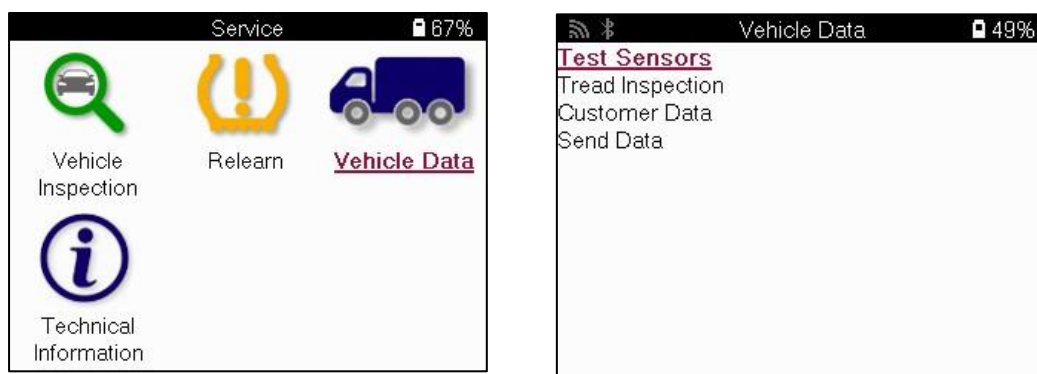 Service 67%
Vehicle Inspection
Relearn
Vehicle Data
Technical Information
Vehicle Data 49%
Test Sensors
Tread Inspection
Customer Data
Send Data